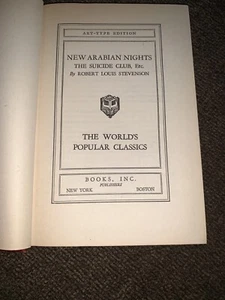 ART-TYPE EDITION
NEW ARABIAN NIGHTS
THE SUICIDE CLUB, Etc.
By ROBERT LOUIS STEVENSON
THE WORLD'S
POPULAR CLASSICS
BOOKS, INC.
PUBLISHERS
NEW YORK BOSTON